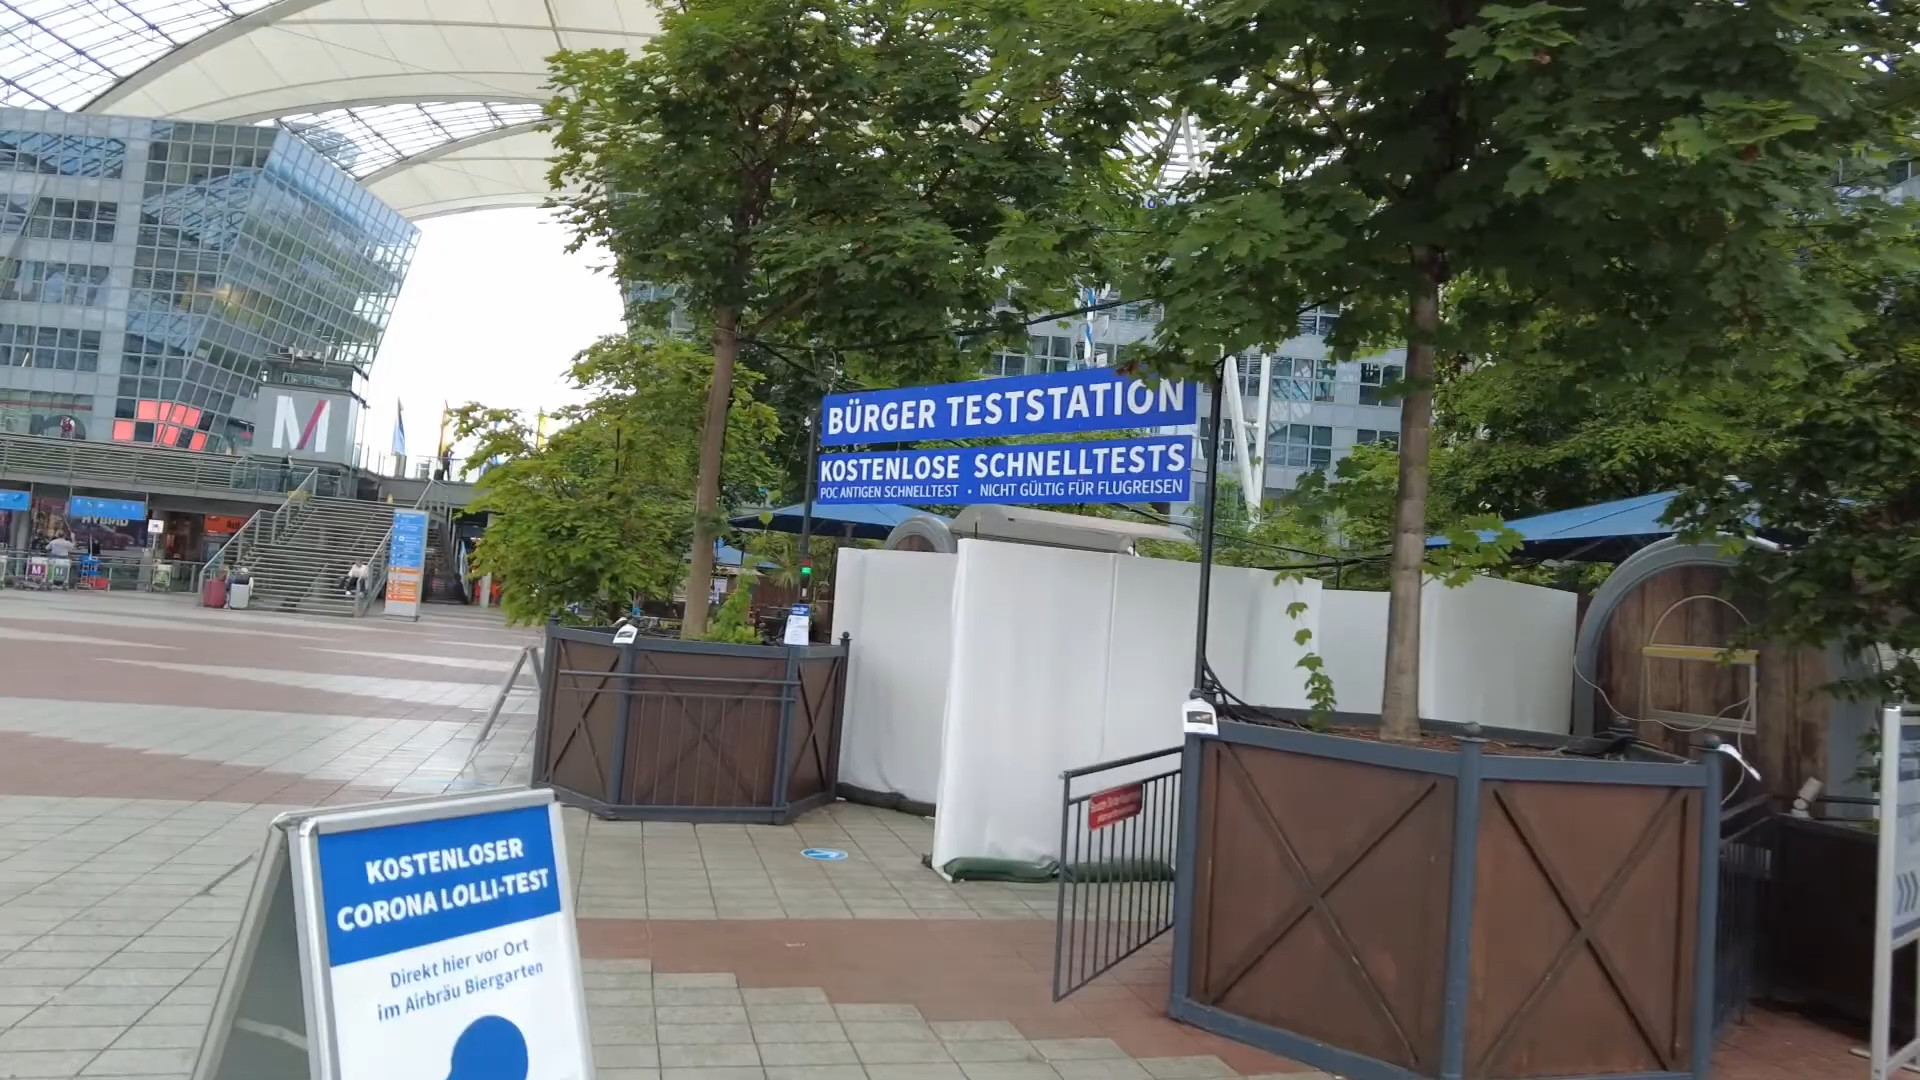 BÜRGER TESTSTATION
KOSTENLOSE SCHNELLTESTS
POC ANTIGEN SCHNELLTEST • NICHT GÜLTIG FÜR FLUGREISEN
M
HYBRID
KOSTENLOSER
CORONA LOLLI-TEST
Direkt hier vor Ort
im Airbräu Biergarten